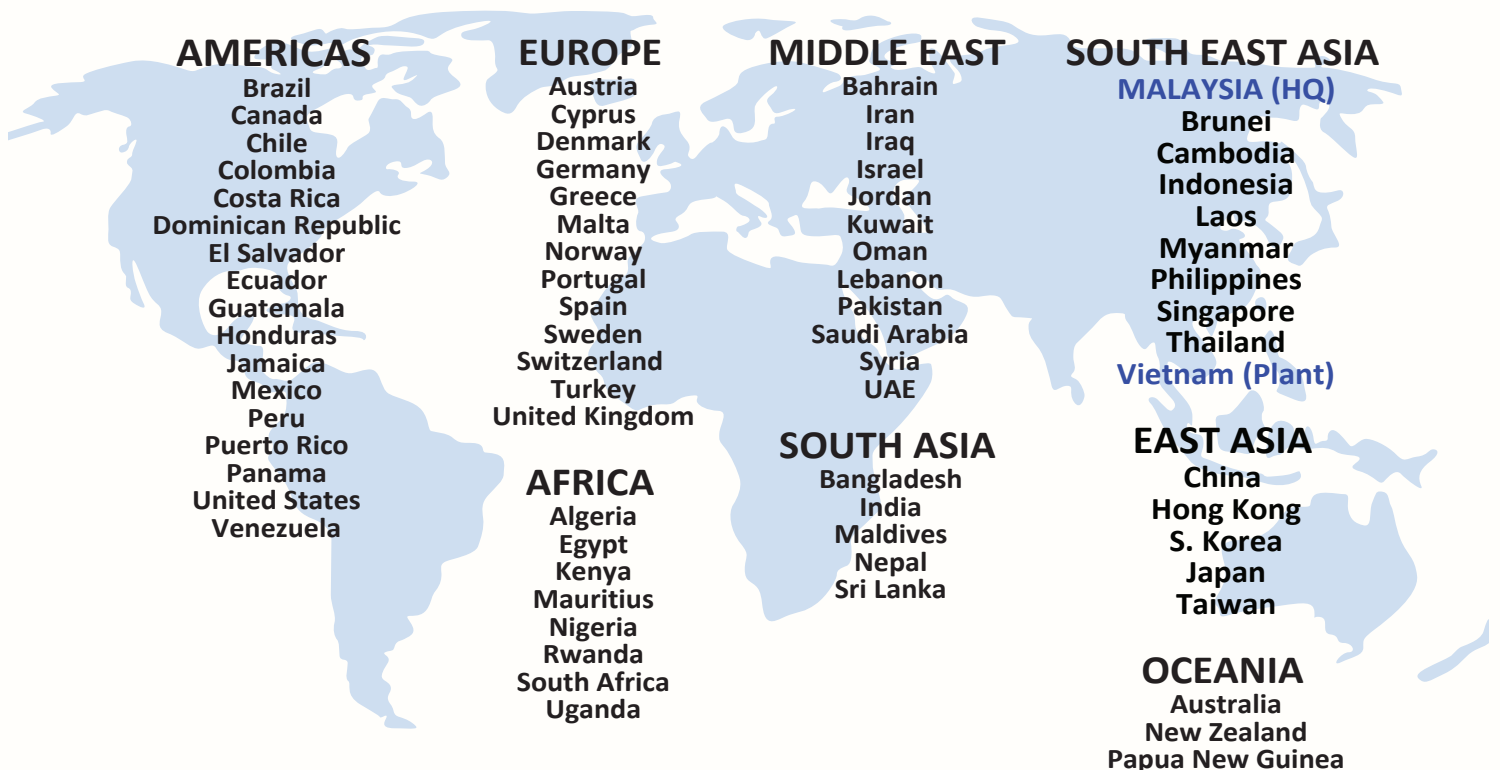 AMERICAS
Brazil
Canada
Chile
Colombia
Costa Rica
Dominican Republic
El Salvador
Ecuador
Guatemala
Honduras
Jamaica
Mexico
Peru
Puerto Rico
Panama
United States
Venezuela
EUROPE
Austria
Cyprus
Denmark
Germany
Greece
Malta
Norway
Portugal
Spain
Sweden
Switzerland
Turkey
United Kingdom
AFRICA
Algeria
Egypt
Kenya
Mauritius
Nigeria
Rwanda
South Africa
Uganda
MIDDLE EAST
Bahrain
Iran
Iraq
Israel
Jordan
Kuwait
Oman
Lebanon
Pakistan
Saudi Arabia
Syria
UAE
SOUTH ASIA
Bangladesh
India
Maldives
Nepal
Sri Lanka
SOUTH EAST ASIA
MALAYSIA (HQ)
Brunei
Cambodia
Indonesia
Laos
Myanmar
Philippines
Singapore
Thailand
Vietnam (Plant)
EAST ASIA
China
Hong Kong
S. Korea
Japan
Taiwan
OCEANIA
Australia
New Zealand
Papua New Guinea